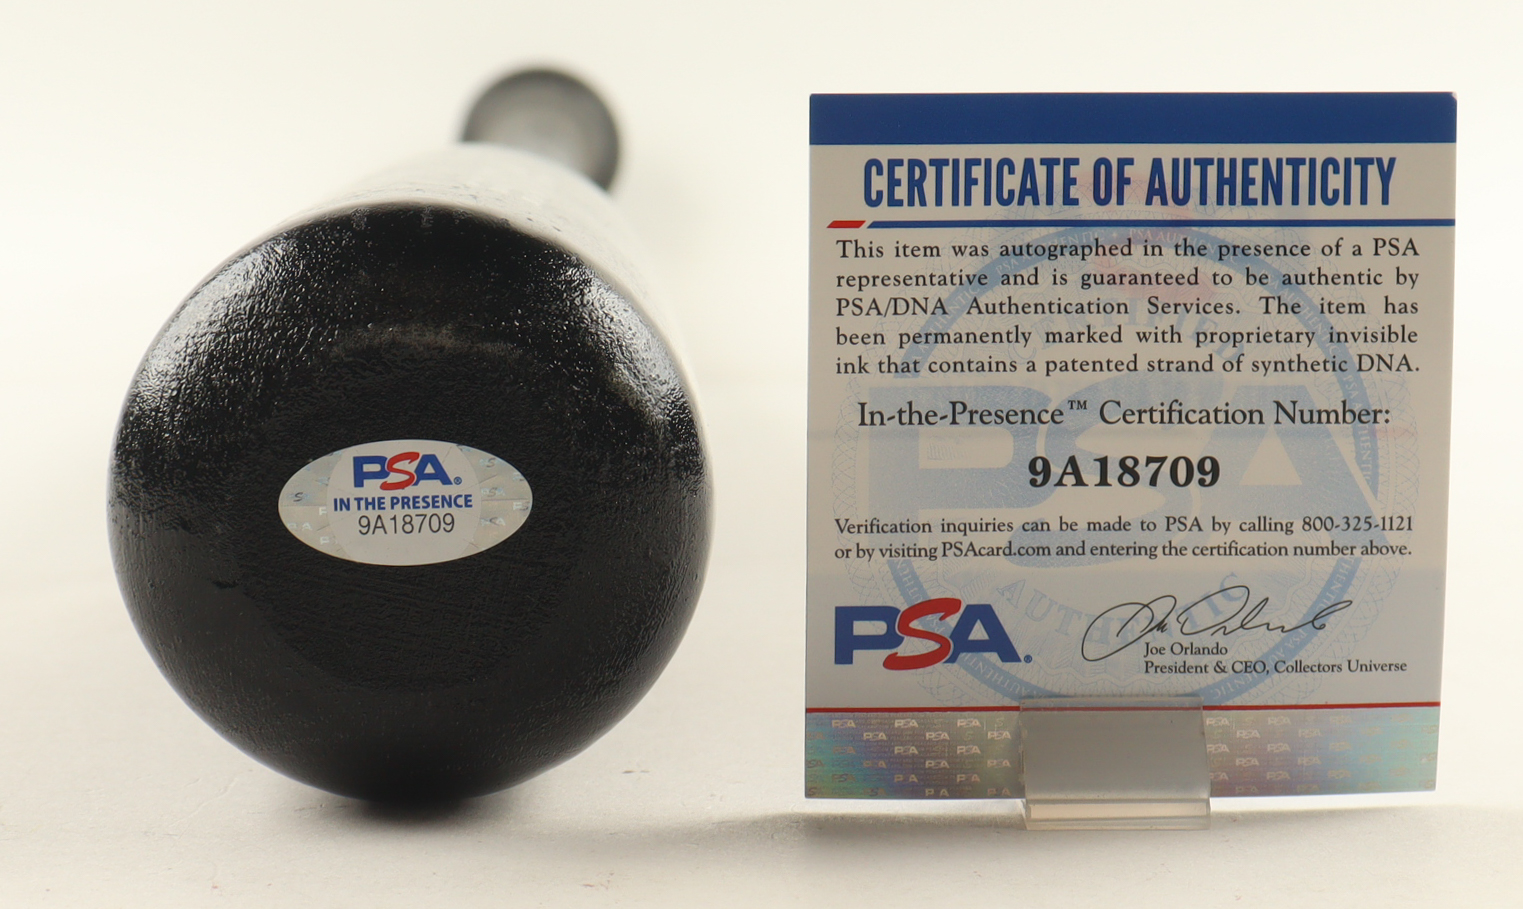 PSA®
IN THE PRESENCE
9A18709
CERTIFICATE OF AUTHENTICITY
This item was autographed in the presence of a PSA
representative and is guaranteed to be authentic by
PSA/DNA Authentication Services. The item has
been permanently marked with proprietary invisible
ink that contains a patented strand of synthetic DNA.
In-the-Presence™ Certification Number:
9A18709
Verification inquiries can be made to PSA by calling 800-325-1121
or by visiting PSAcard.com and entering the certification number above.
PSA®
Joe Orlando
President & CEO, Collectors Universe